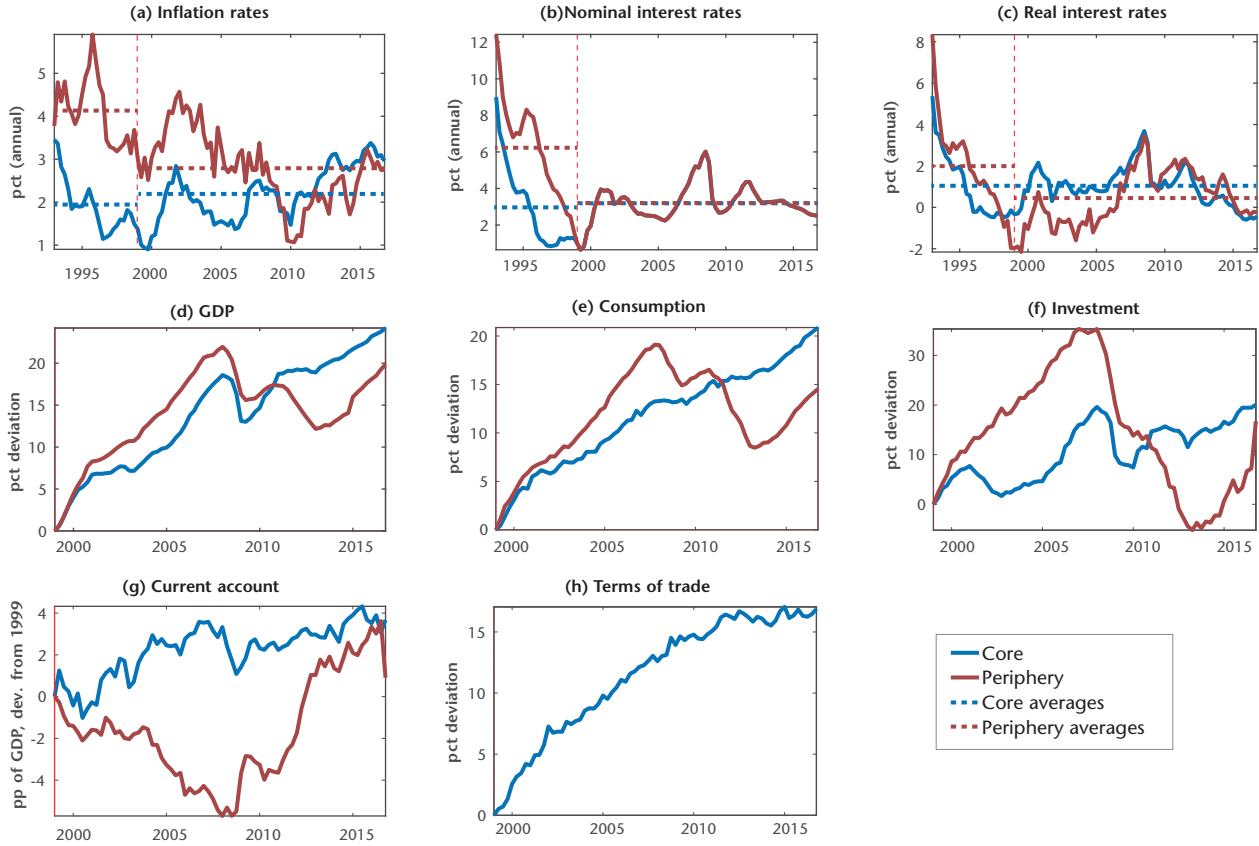 (a) Inflation rates
pct (annual)
5
4
3
2
1
1995 2000 2005 2010 2015
(b)Nominal interest rates
pct (annual)
12
10
8
6
4
2
1995 2000 2005 2010 2015
(c) Real interest rates
pct (annual)
8
6
4
2
0
-2
1995 2000 2005 2010 2015
(d) GDP
pct deviation
20
15
10
5
0
2000 2005 2010 2015
(e) Consumption
pct deviation
20
15
10
5
0
2000 2005 2010 2015
(f) Investment
pct deviation
30
20
10
0
2000 2005 2010 2015
(g) Current account
pp of GDP, dev. from 1999
4
2
0
-2
-4
2000 2005 2010 2015
(h) Terms of trade
pct deviation
15
10
5
0
2000 2005 2010 2015
Core
Periphery
Core averages
Periphery averages